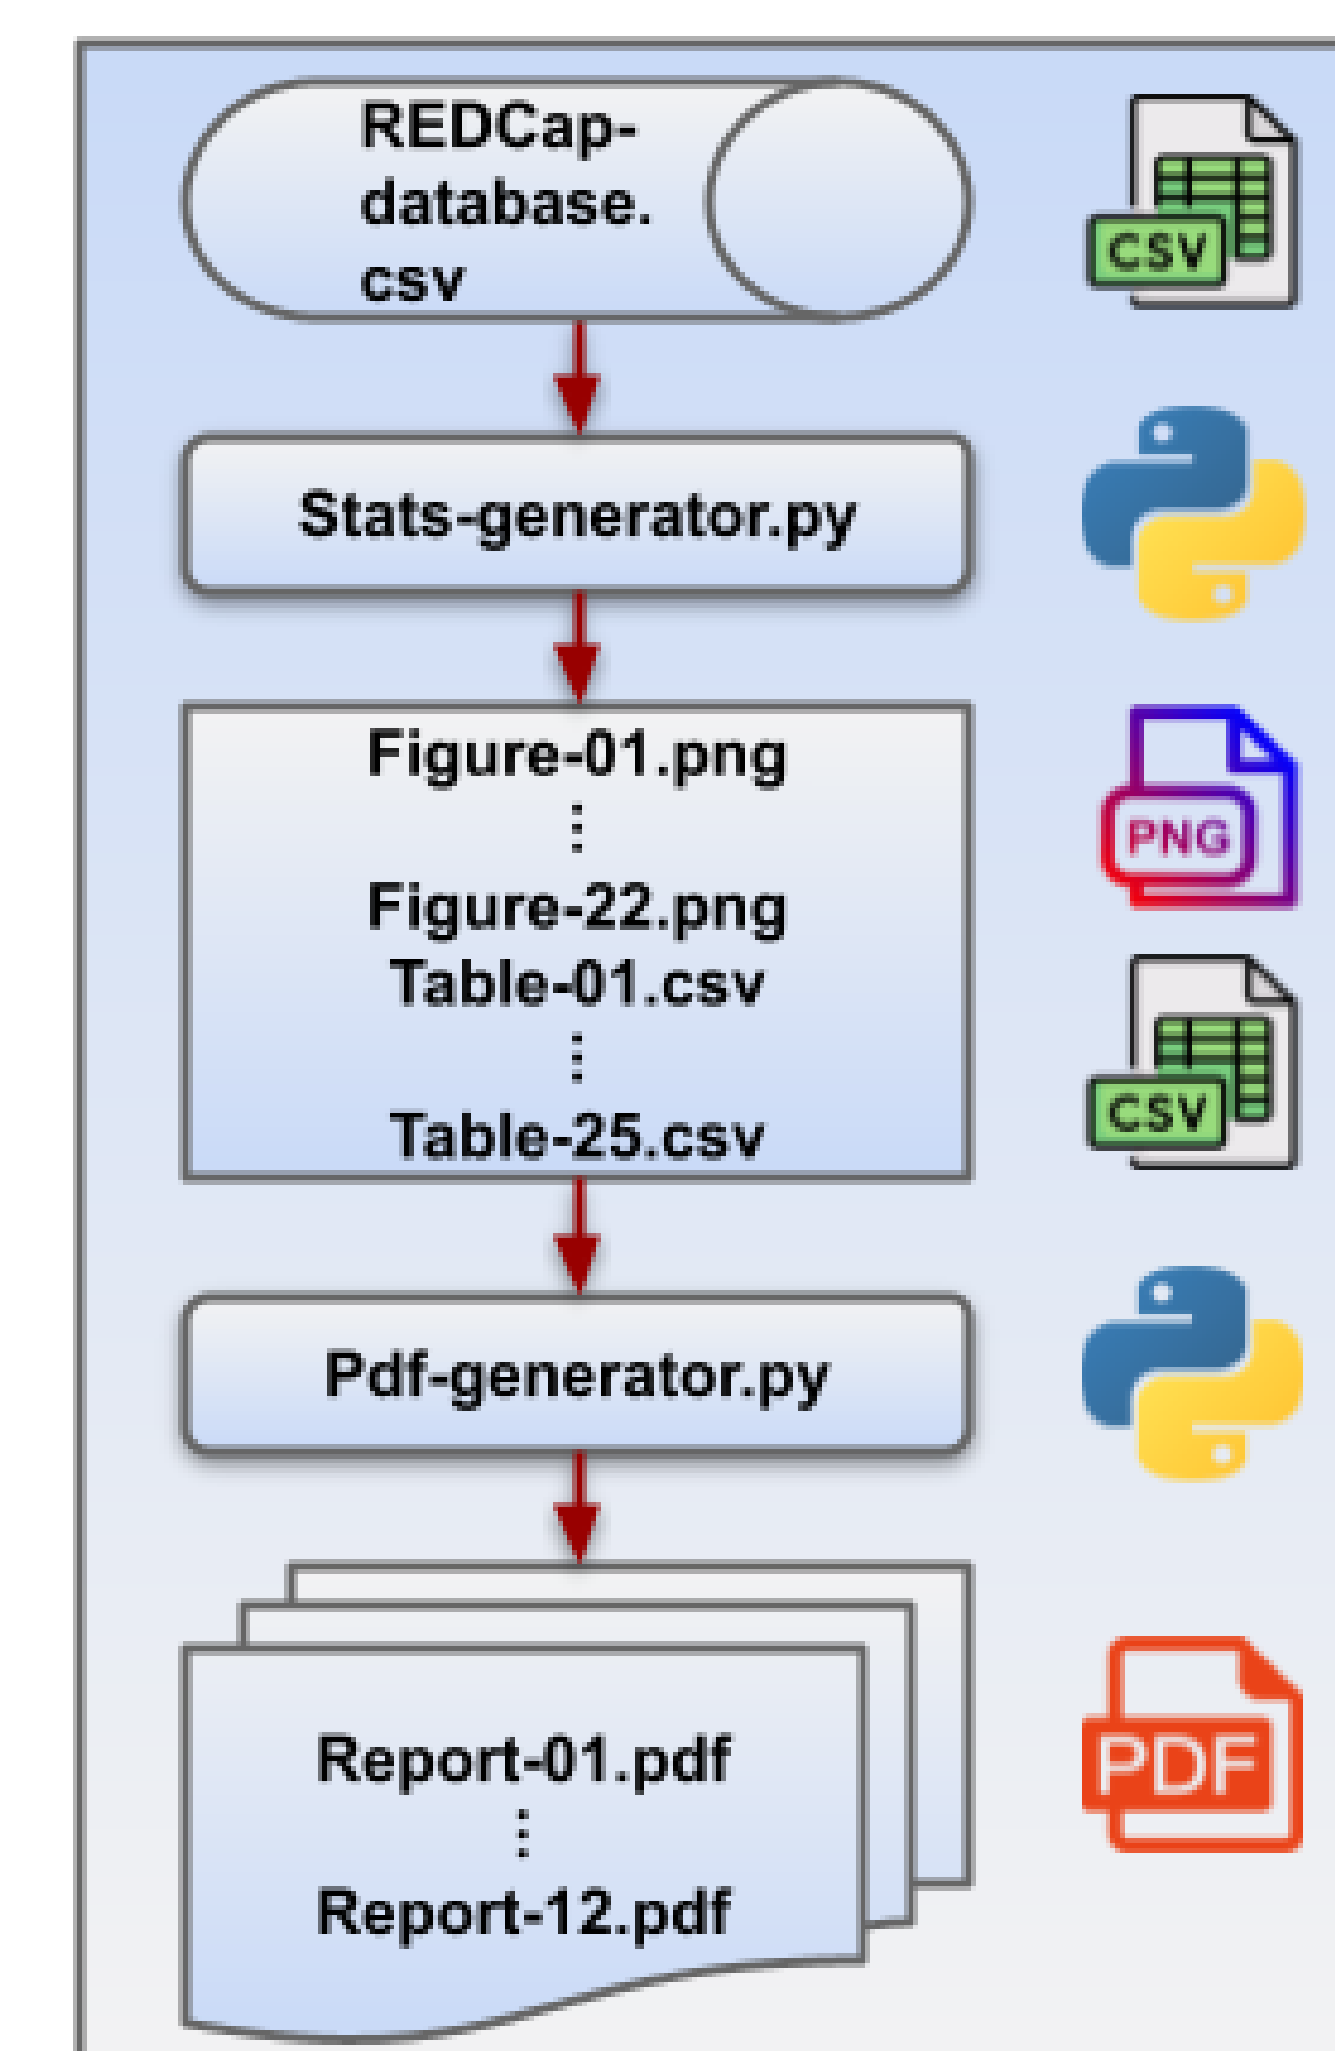 REDCap-
database.
csv
CSV
Stats-generator.py
Figure-01.png
⋮
Figure-22.png
PNG
Table-01.csv
⋮
Table-25.csv
CSV
Pdf-generator.py
Report-01.pdf
⋮
Report-12.pdf
PDF